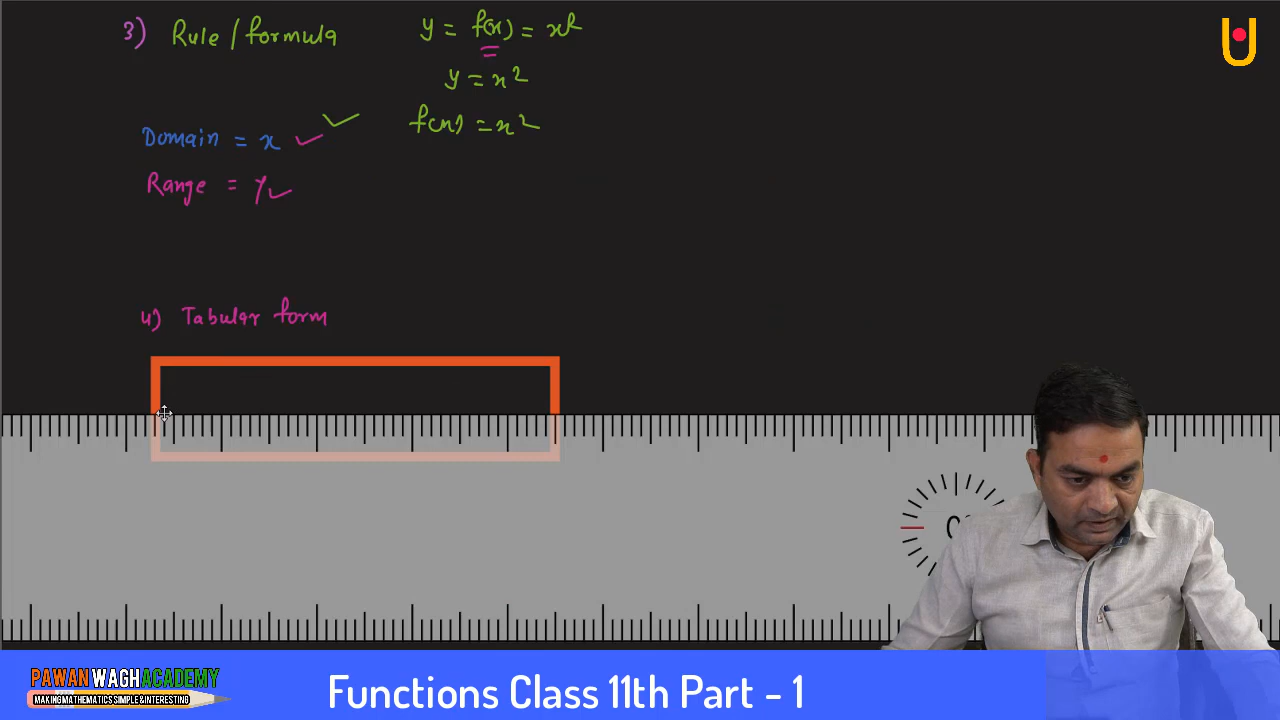 3) Rule/formula
y = f(x) = x²
y = x²
f(x) = x²
Domain = x
Range = y
4) Tabular form
PAWAN WAGH ACADEMY
MAKING MATHEMATICS SIMPLE & INTERESTING
Functions Class 11th Part - 1